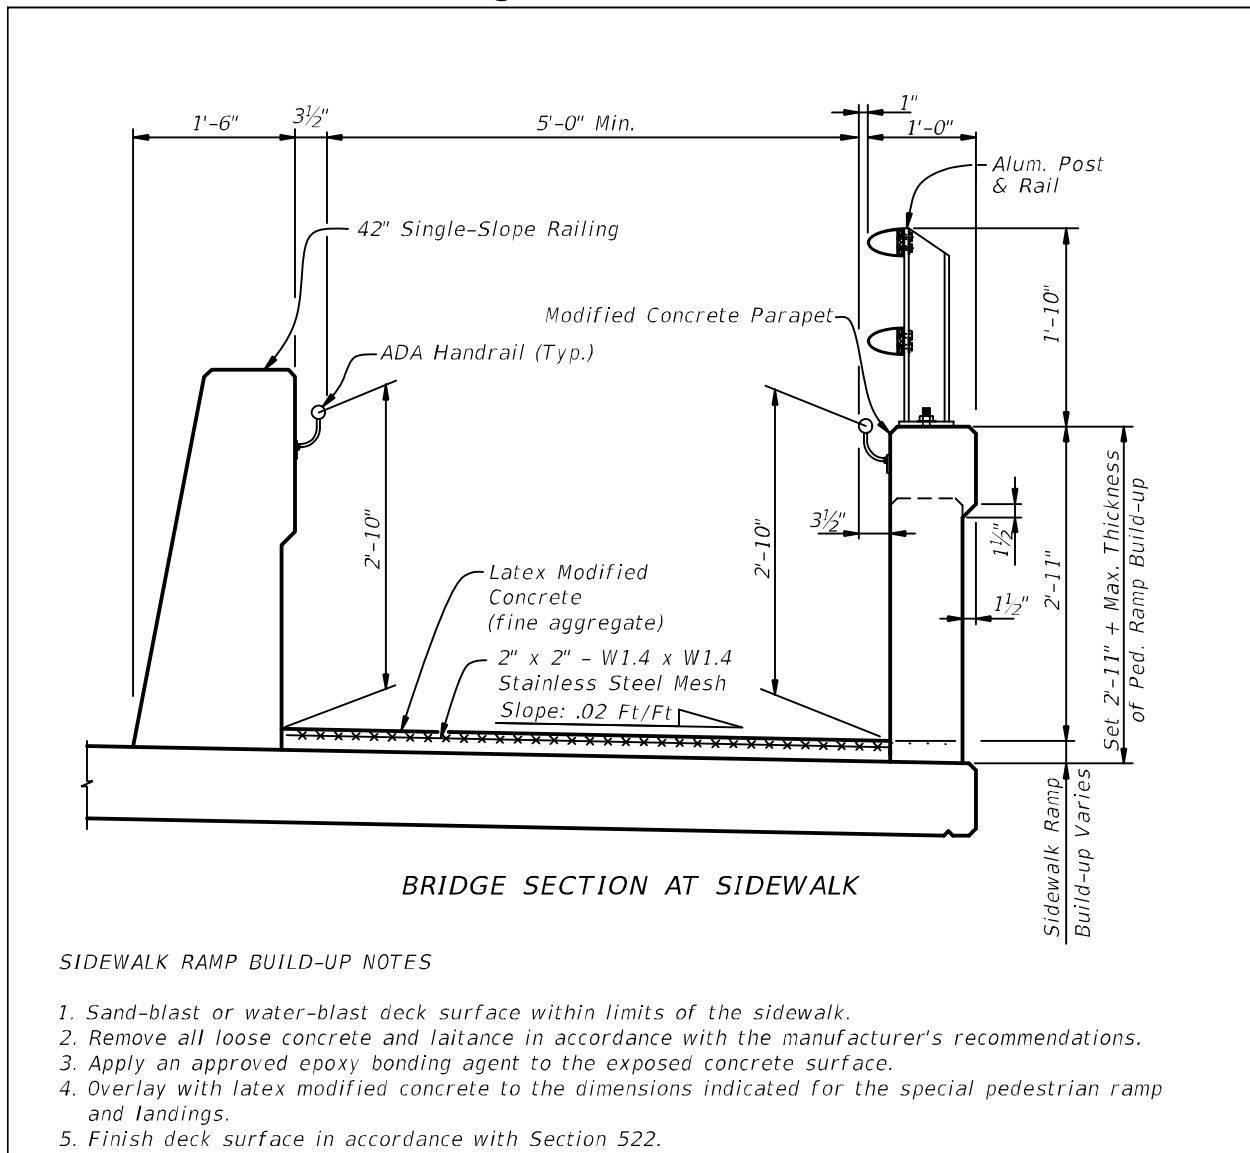 1"
1'-6"
3½"
5'-0" Min.
1'-0"
Alum. Post
& Rail
42" Single-Slope Railing
1'-10"
Modified Concrete Parapet
ADA Handrail (Typ.)
2'-10"
2'-10"
3½"
1½"
2'-11"
1½"
Set 2'-11" + Max. Thickness
of Ped. Ramp Build-up
Latex Modified
Concrete
(fine aggregate)
2" x 2" - W1.4 x W1.4
Stainless Steel Mesh
Slope: .02 Ft/Ft
Sidewalk Ramp
Build-up Varies
BRIDGE SECTION AT SIDEWALK
SIDEWALK RAMP BUILD-UP NOTES
1. Sand-blast or water-blast deck surface within limits of the sidewalk.
2. Remove all loose concrete and laitance in accordance with the manufacturer's recommendations.
3. Apply an approved epoxy bonding agent to the exposed concrete surface.
4. Overlay with latex modified concrete to the dimensions indicated for the special pedestrian ramp
and landings.
5. Finish deck surface in accordance with Section 522.